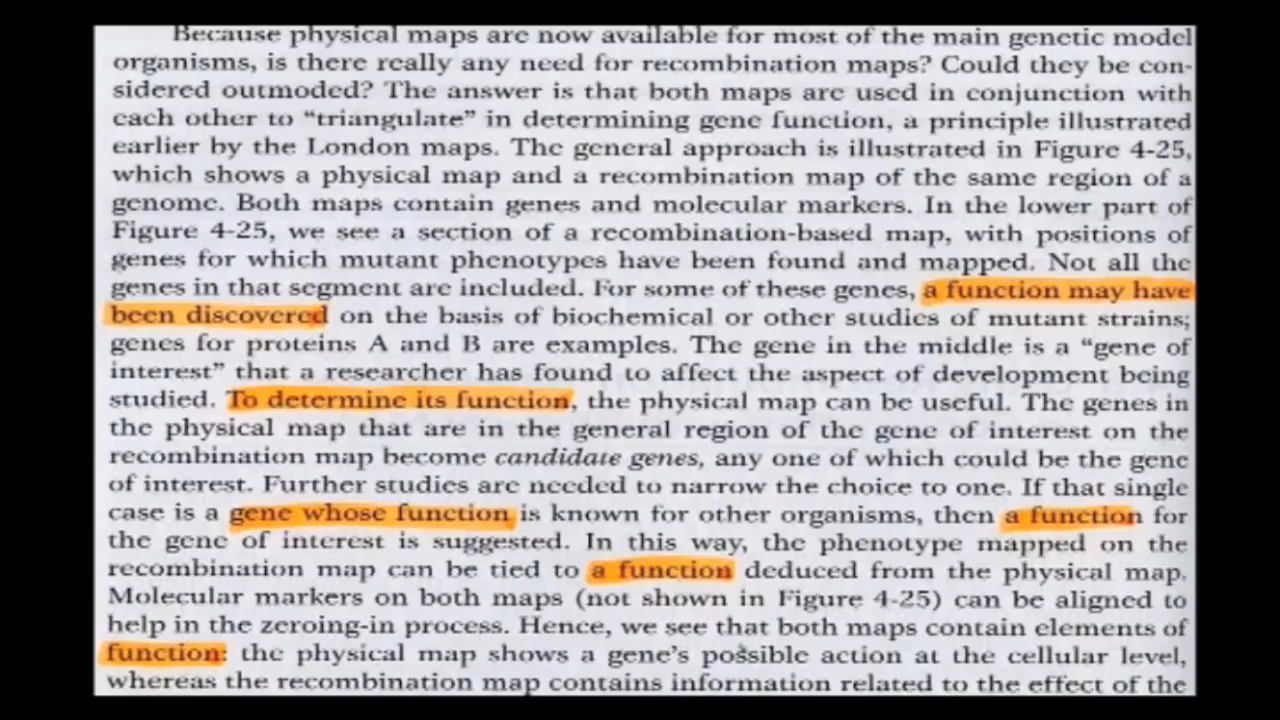 Because physical maps are now available for most of the main genetic model
organisms, is there really any need for recombination maps? Could they be con-
sidered outmoded? The answer is that both maps are used in conjunction with
each other to “triangulate” in determining gene function, a principle illustrated
earlier by the London maps. The general approach is illustrated in Figure 4-25,
which shows a physical map and a recombination map of the same region of a
genome. Both maps contain genes and molecular markers. In the lower part of
Figure 4-25, we see a section of a recombination-based map, with positions of
genes for which mutant phenotypes have been found and mapped. Not all the
genes in that segment are included. For some of these genes, a function may have
been discovered on the basis of biochemical or other studies of mutant strains;
genes for proteins A and B are examples. The gene in the middle is a “gene of
interest” that a researcher has found to affect the aspect of development being
studied. To determine its function, the physical map can be useful. The genes in
the physical map that are in the general region of the gene of interest on the
recombination map become candidate genes, any one of which could be the gene
of interest. Further studies are needed to narrow the choice to one. If that single
case is a gene whose function is known for other organisms, then a function for
the gene of interest is suggested. In this way, the phenotype mapped on the
recombination map can be tied to a function deduced from the physical map.
Molecular markers on both maps (not shown in Figure 4-25) can be aligned to
help in the zeroing-in process. Hence, we see that both maps contain elements of
function: the physical map shows a gene’s possible action at the cellular level,
whereas the recombination map contains information related to the effect of the